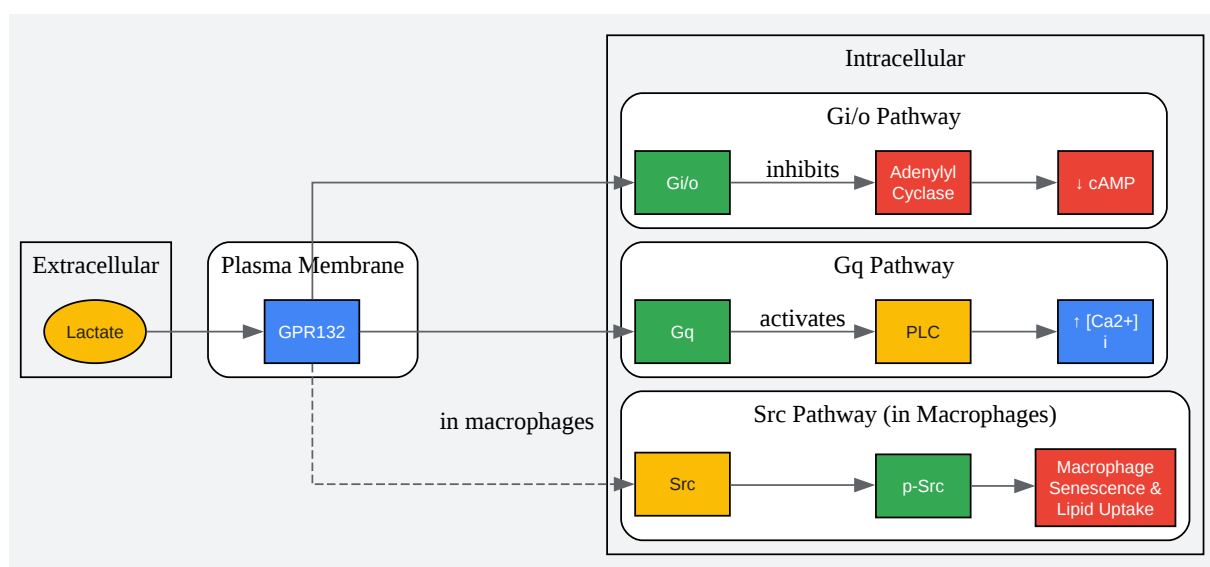 Intracellular
Gi/o Pathway
Gi/o
inhibits
Adenylyl
Cyclase
↓ cAMP
Extracellular
Lactate
Plasma Membrane
GPR132
Gq Pathway
Gq
activates
PLC
↑ [Ca2+]
i
in macrophages
Src Pathway (in Macrophages)
Src
p-Src
Macrophage
Senescence &
Lipid Uptake